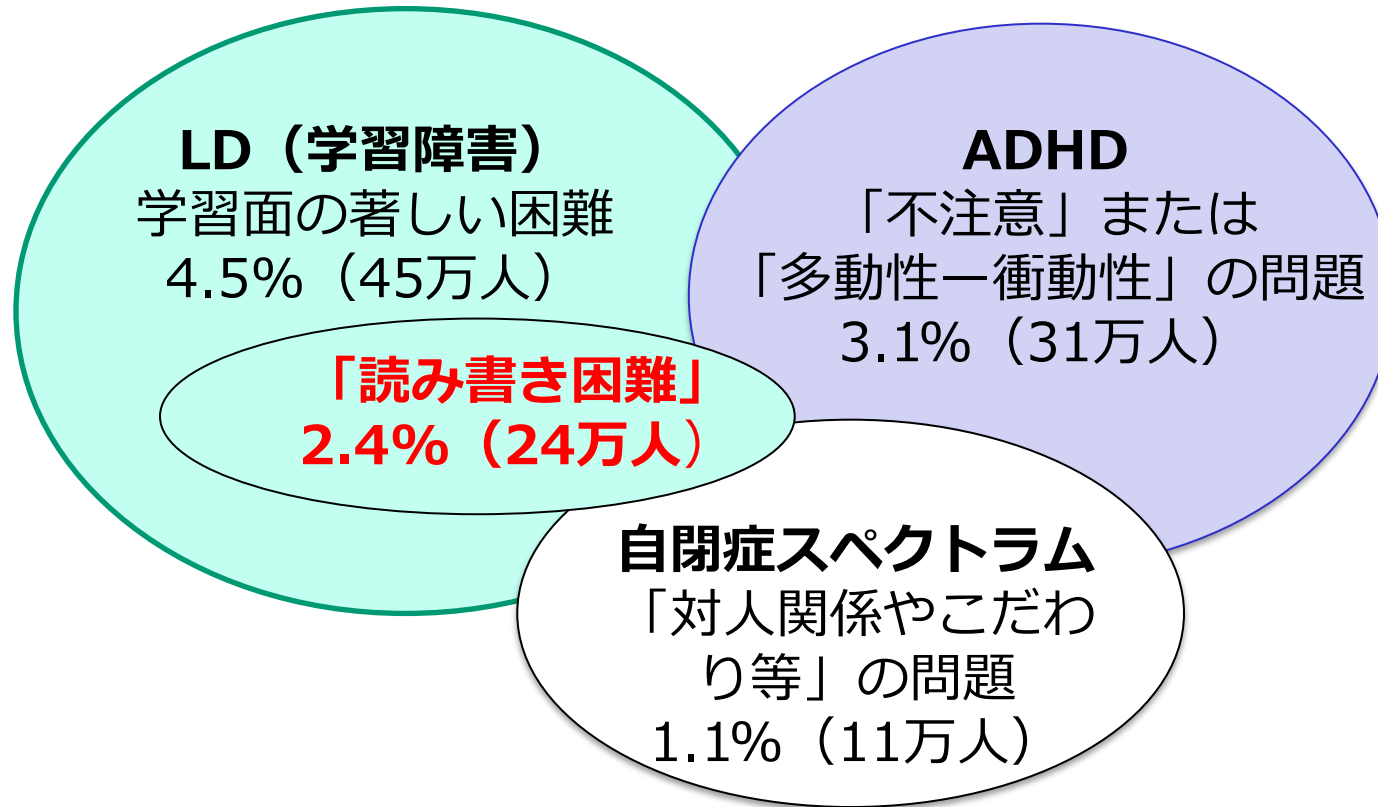 LD（学習障害）
学習面の著しい困難
4.5%（45万人）
「読み書き困難」
2.4%（24万人）
ADHD
「不注意」または
「多動性ー衝動性」の問題
3.1%（31万人）
自閉症スペクトラム
「対人関係やこだわ
り等」の問題
1.1%（11万人）